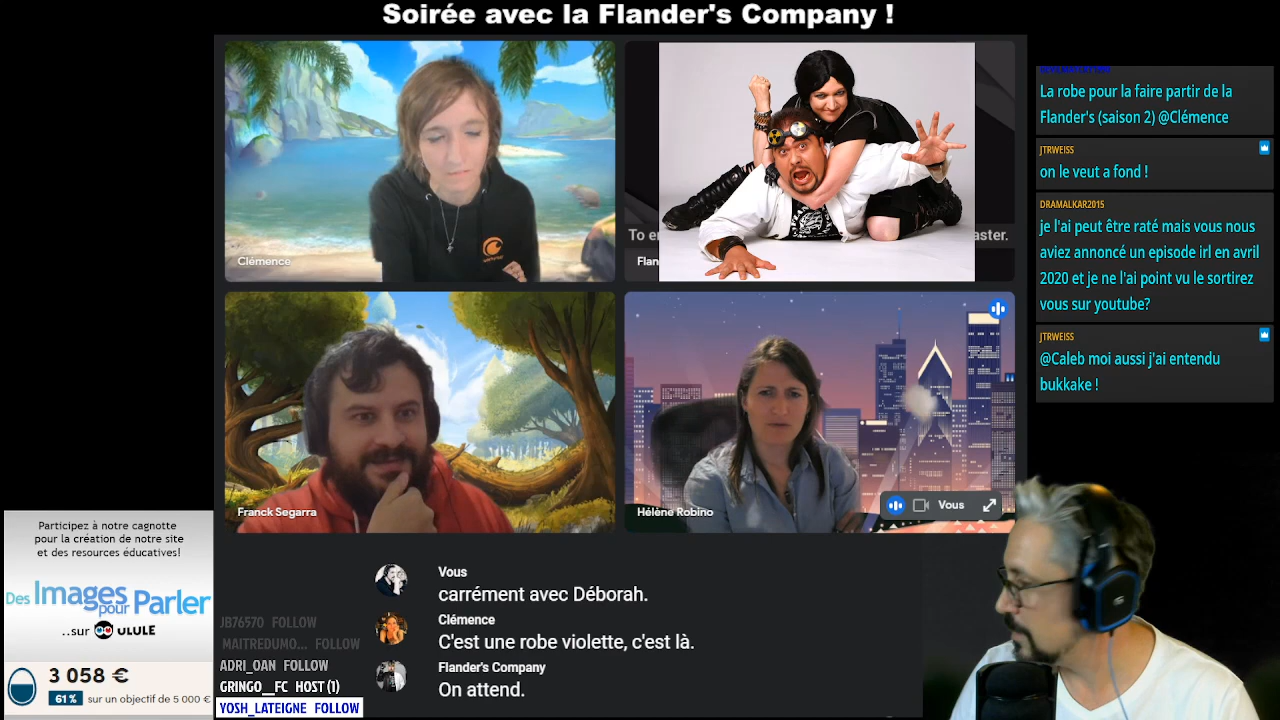 Soirée avec la Flander's Company !
Clémence
To e
aster.
Flan
Franck Segarra
Hélène Robino
Vous
La robe pour la faire partir de la
Flander's (saison 2) @Clémence
JTRWEISS
on le veut a fond !
DRAMALKAR2015
je l'ai peut être raté mais vous nous
aviez annoncé un episode irl en avril
2020 et je ne l'ai point vu le sortirez
vous sur youtube?
JTRWEISS
@Caleb moi aussi j'ai entendu
bukkake !
Participez à notre cagnotte
pour la création de notre site
et des resources éducatives!
Des Images pour Parler
..sur ULULE
3 058 €
61 % sur un objectif de 5 000 €
JB76570 FOLLOW
MAITREDUMO... FOLLOW
ADRI_OAN FOLLOW
GRINGO__FC HOST (1)
YOSH_LATEIGNE FOLLOW
Vous
carrément avec Déborah.
Clémence
C'est une robe violette, c'est là.
Flander's Company
On attend.